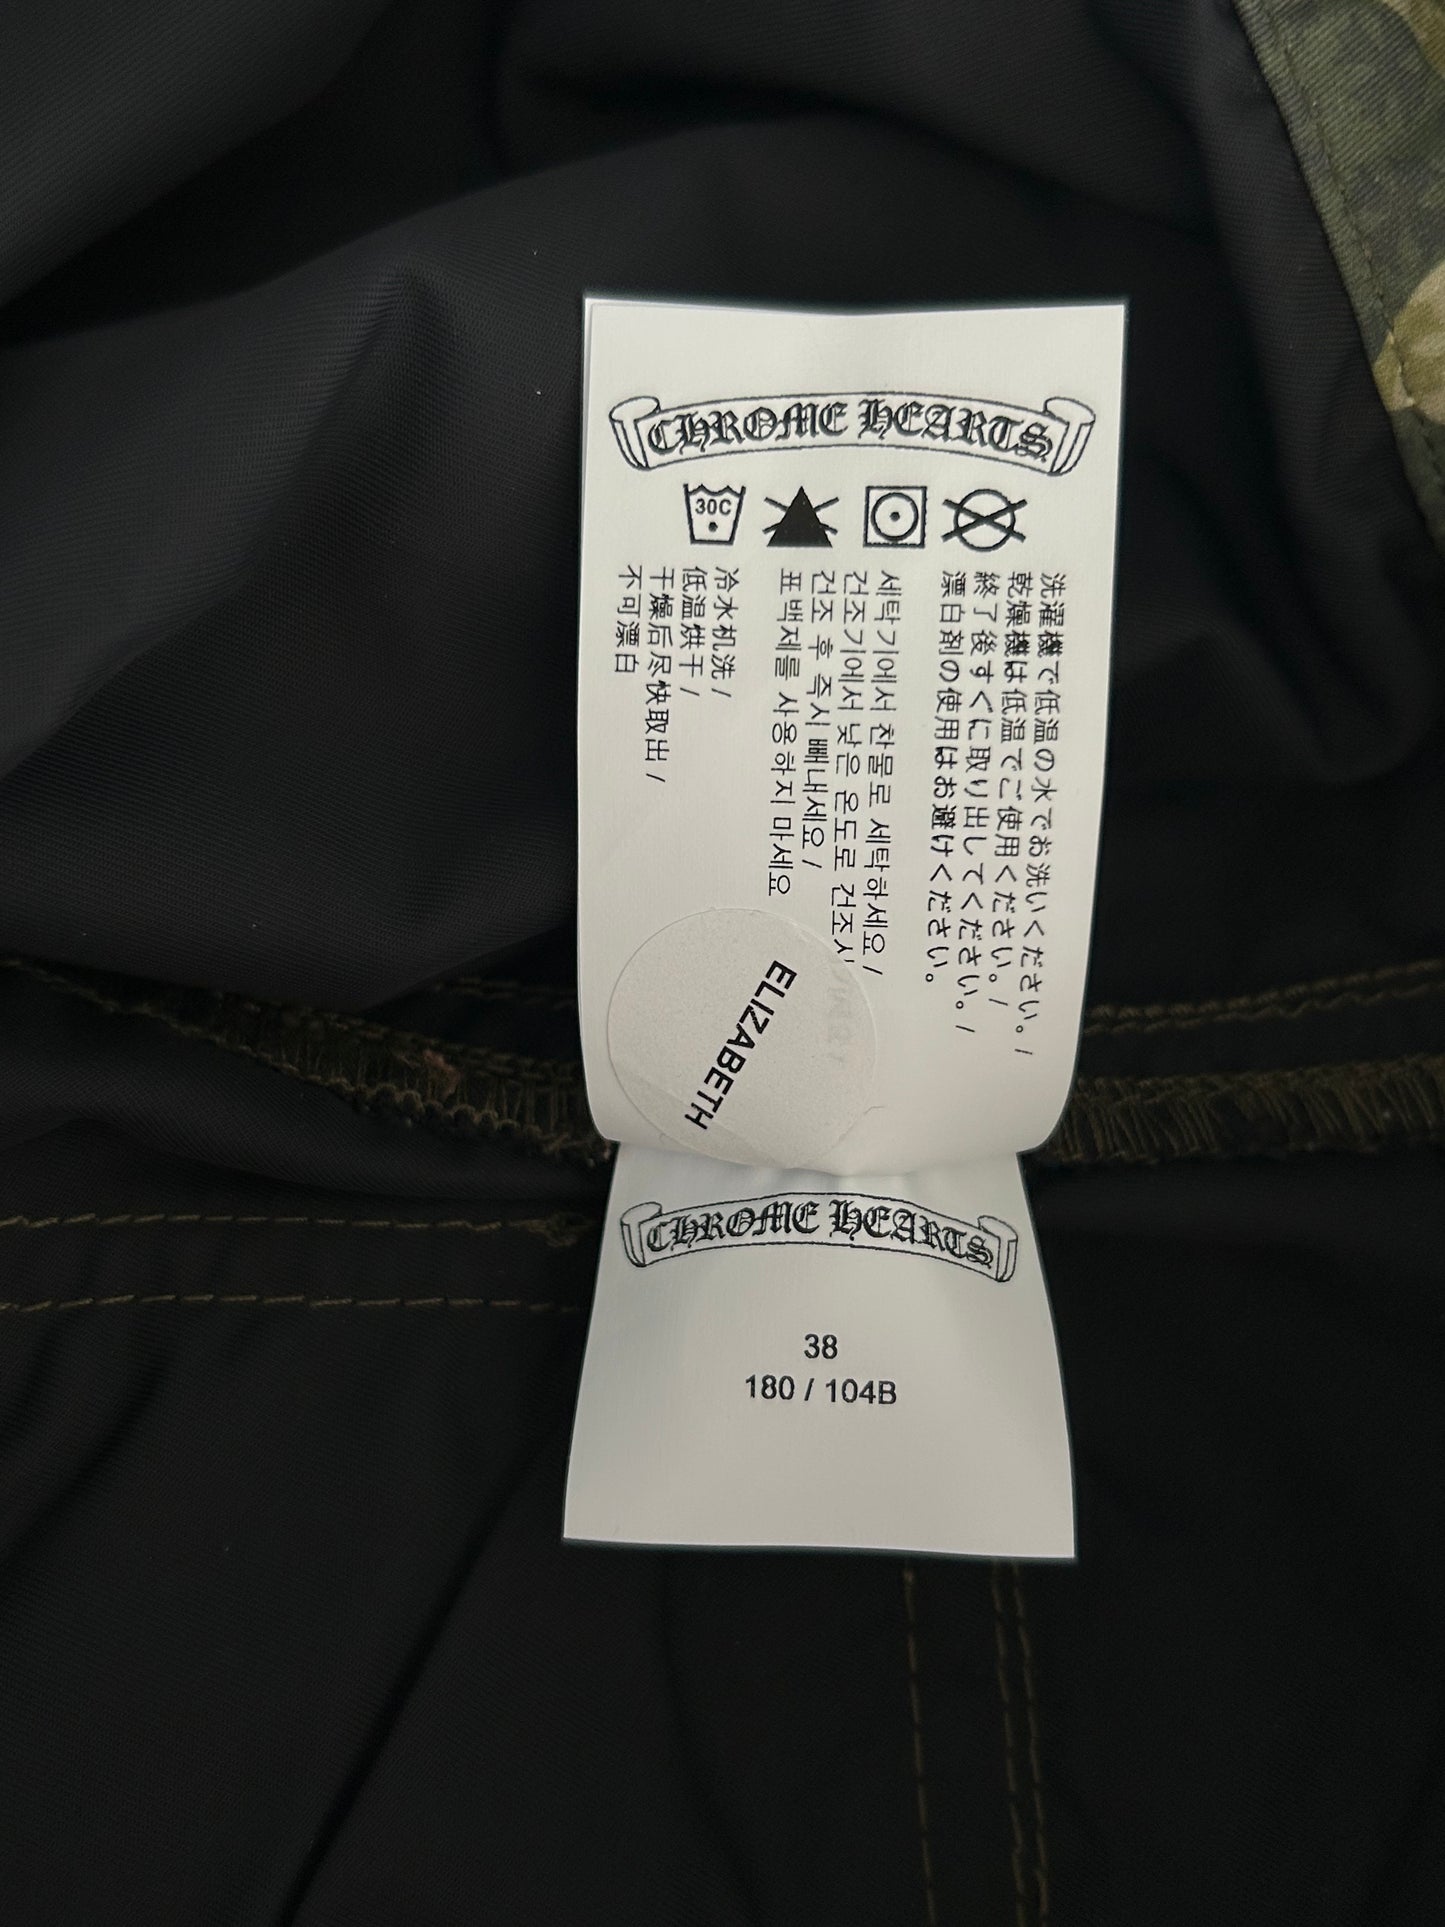 CHROME HEARTS
30C
洗濯機で低温の水でお洗いください。/
乾燥機は低温でご使用ください。/
終了後すぐに取り出してください。/
漂白剤の使用はお避けください。
세탁기에서 찬물로 세탁하세요 /
건조기에서 낮은 온도로 건조시
건조 후 즉시 빼내세요 /
표백제를 사용하지 마세요
冷水机洗 /
低温烘干 /
干燥后尽快取出 /
不可漂白
ELIZABETH
CHROME HEARTS
38
180 / 104B